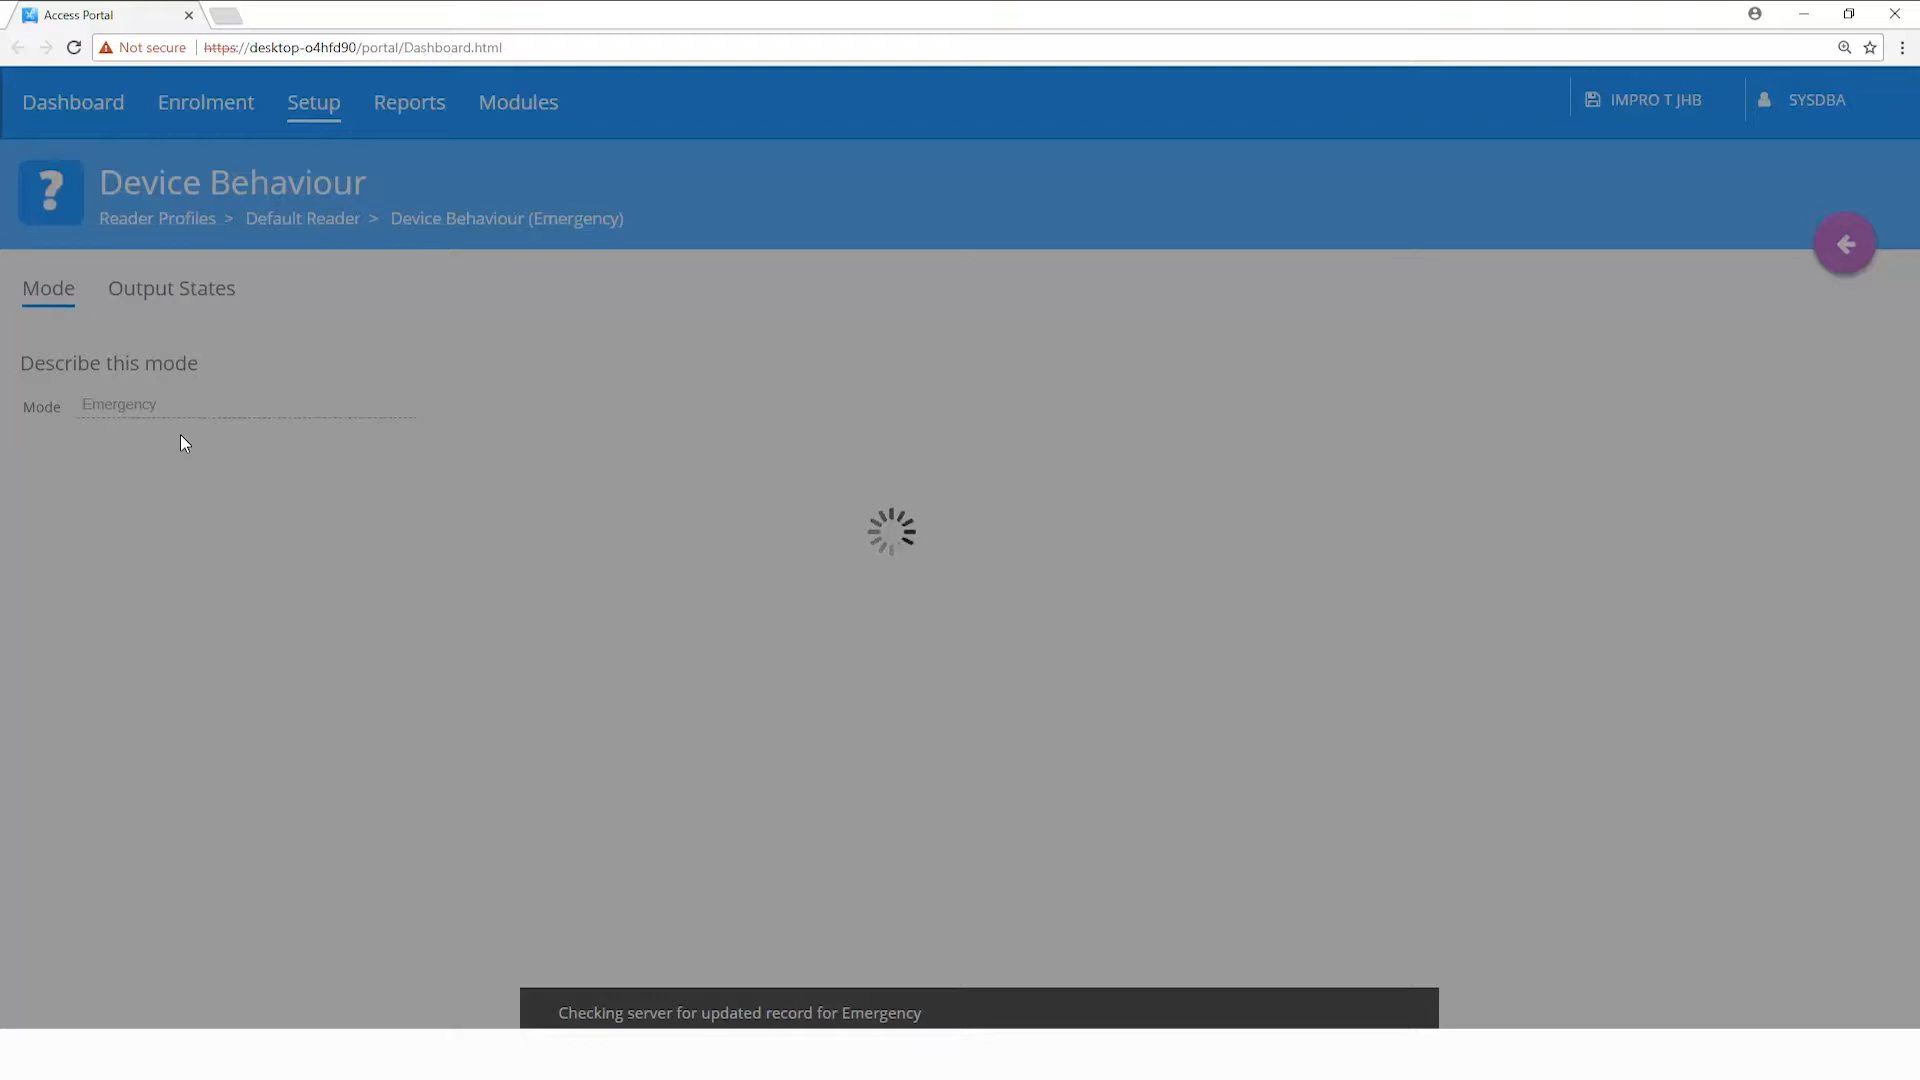 Access Portal
Not secure https://desktop-o4hfd90/portal/Dashboard.html
Dashboard Enrolment Setup Reports Modules IMPRO T JHB SYSDBA
?
Device Behaviour
Reader Profiles > Default Reader > Device Behaviour (Emergency)
Mode Output States
Describe this mode
Mode Emergency
Checking server for updated record for Emergency